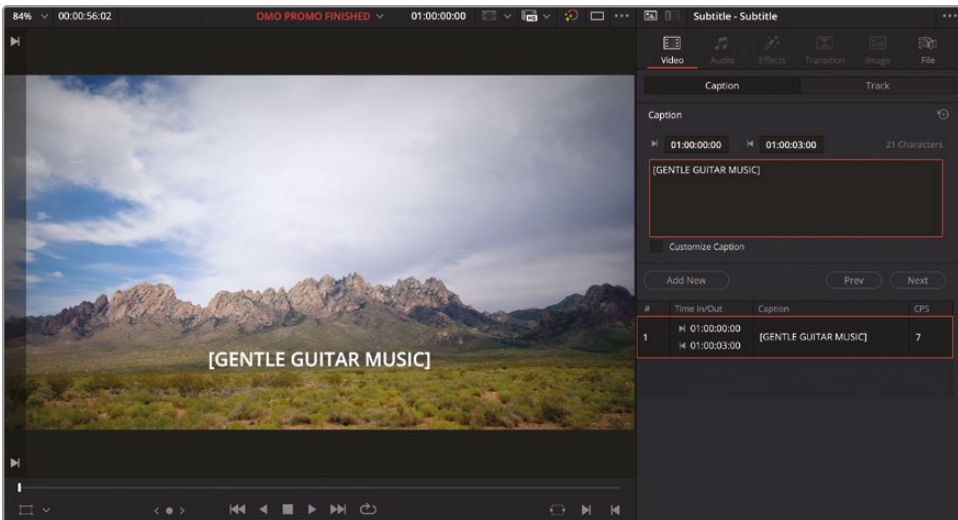 84% 00:00:56:02 OMO PROMO FINISHED 01:00:00:00 HD Subtitle - Subtitle
Video Audio Effects Transition Image File
Caption Track
Caption
01:00:00:00 01:00:03:00 21 Characters
[GENTLE GUITAR MUSIC]
Customize Caption
Add New Prev Next
# Time In/Out Caption CPS
1 01:00:00:00 [GENTLE GUITAR MUSIC] 7
01:00:03:00
[GENTLE GUITAR MUSIC]